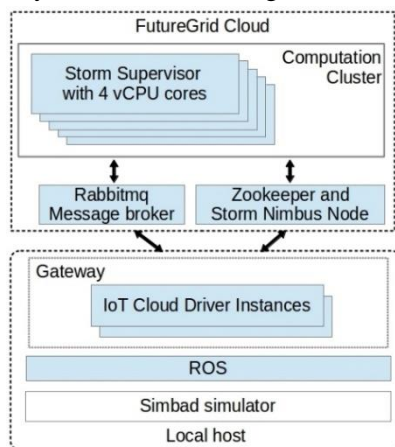 FutureGrid Cloud
Computation
Cluster
Storm Supervisor
with 4 vCPU cores
Rabbitmq
Message broker
Zookeeper and
Storm Nimbus Node
Gateway
IoT Cloud Driver Instances
ROS
Simbad simulator
Local host